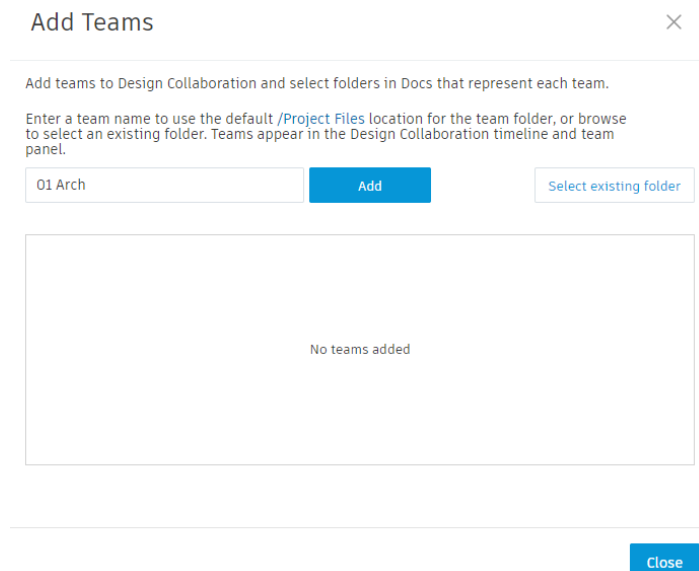 Add Teams
Add teams to Design Collaboration and select folders in Docs that represent each team.
Enter a team name to use the default /Project Files location for the team folder, or browse
to select an existing folder. Teams appear in the Design Collaboration timeline and team
panel.
01 Arch
Add
Select existing folder
No teams added
Close